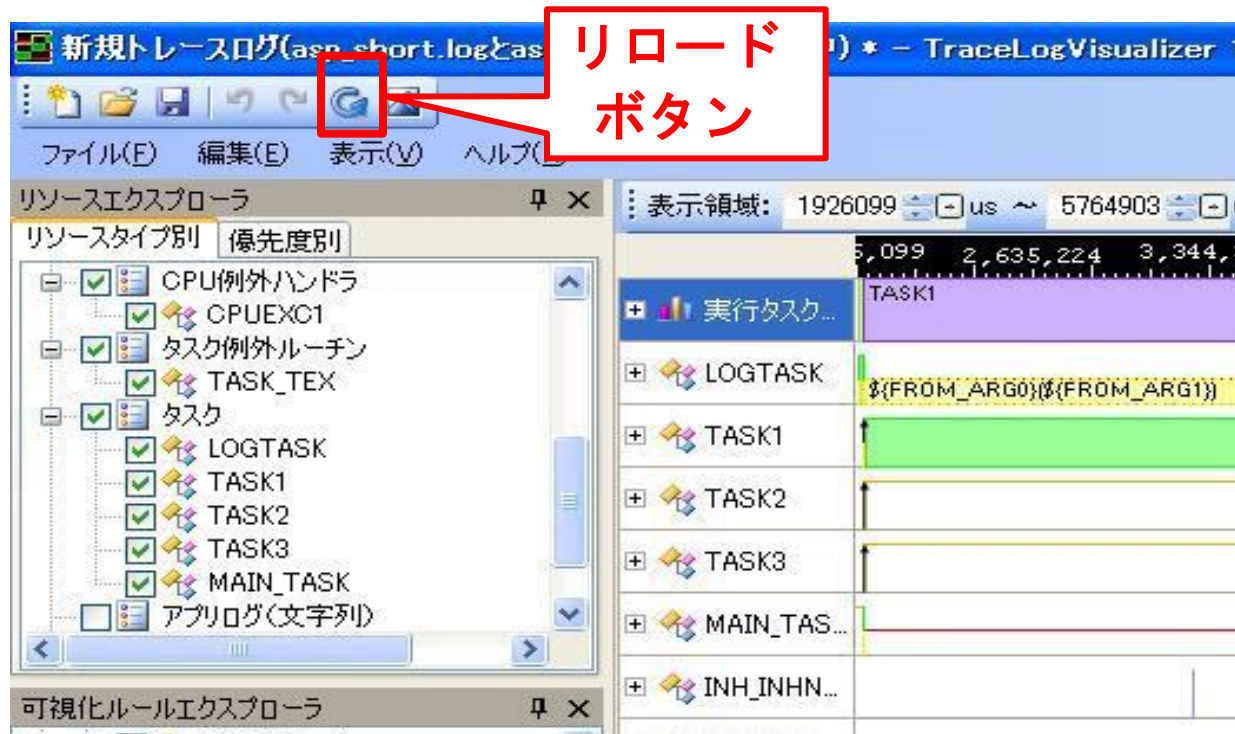 新規トレースログ(asp_short.logとas
) * - TraceLogVisualizer
リロード
ボタン
ファイル(F) 編集(E) 表示(V) ヘルプ(
リソースエクスプローラ
リソースタイプ別 優先度別
CPU例外ハンドラ
CPUEXC1
タスク例外ルーチン
TASK_TEX
タスク
LOGTASK
TASK1
TASK2
TASK3
MAIN_TASK
アプリログ(文字列)
可視化ルールエクスプローラ
表示領域: 1926099 us ~ 5764903
5,099 2,635,224 3,344,
実行タスク...
TASK1
LOGTASK
${FROM_ARG0}(${FROM_ARG1})
TASK1
TASK2
TASK3
MAIN_TAS...
INH_INHN...